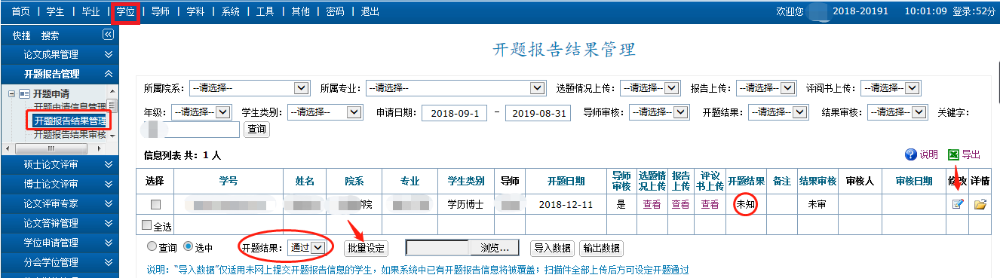 首页 | 学生 | 毕业 | 学位 | 导师 | 学科 | 系统 | 工具 | 其他 | 密码 | 退出
欢迎您 2018-20191 10:01:09 登录:52分
快捷 搜索
论文成果管理
开题报告管理
开题申请
开题申请信息管理
开题报告结果管理
开题报告结果审核
硕士论文评审
博士论文评审
论文评审专家
论文答辩管理
学位申请管理
分会学位管理
开题报告结果管理
所属院系: --请选择-- 所属专业: --请选择-- 选题情况上传: --请选择-- 报告上传: --请选择-- 评阅书上传: --请选择--
年级: --请选择-- 学生类别: --请选择-- 申请日期: 2018-09-1 - 2019-08-31 导师审核: --请选择-- 开题结果: --请选择-- 结果审核: --请选择-- 关键字:
查询
信息列表 共: 1 人 说明 导出
选择 学号 姓名 院系 专业 学生类别 导师 开题日期 导师审核 选题情况上传 报告上传 评议书上传 开题结果 备注 结果审核 审核人 审核日期 修改 详情
学院 学历博士 2018-12-11 是 查看 查看 查看 未知 未审
全选
查询 选中 开题结果: 通过 批量设定 浏览... 导入数据 输出数据
说明: “导入数据”仅适用未网上提交开题报告信息的学生，如果系统中已有开题报告信息将被覆盖; 扫描件全部上传后方可设定开题通过